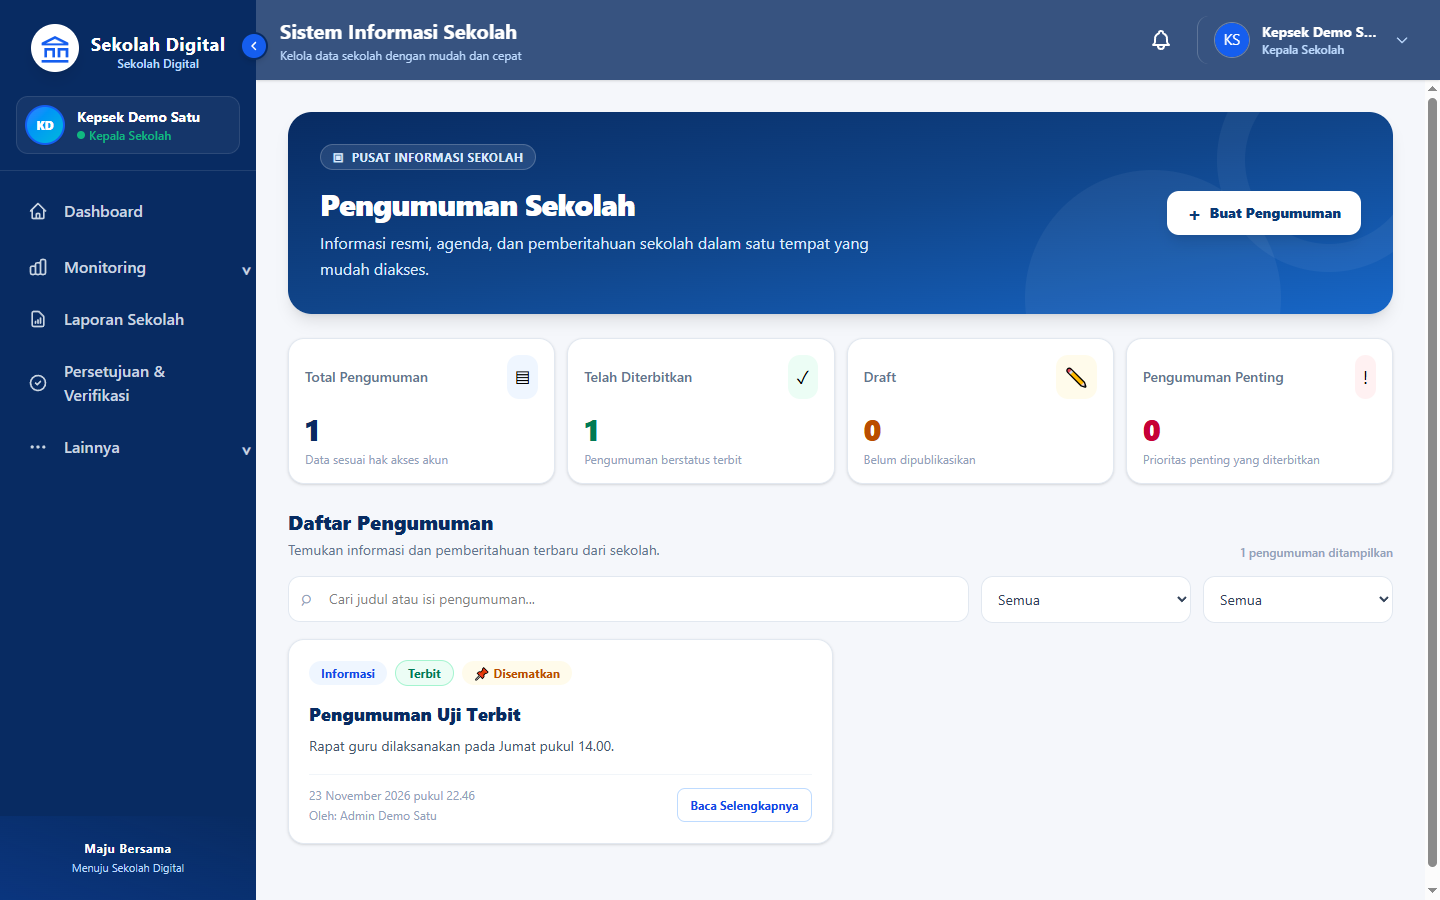 Sekolah Digital
Sekolah Digital
KD
Kepsek Demo Satu
Kepala Sekolah
Dashboard
Monitoring
Laporan Sekolah
Persetujuan &
Verifikasi
Lainnya
Maju Bersama
Menuju Sekolah Digital
Sistem Informasi Sekolah
Kelola data sekolah dengan mudah dan cepat
KS
Kepsek Demo S...
Kepala Sekolah
PUSAT INFORMASI SEKOLAH
Pengumuman Sekolah
Informasi resmi, agenda, dan pemberitahuan sekolah dalam satu tempat yang
mudah diakses.
+ Buat Pengumuman
Total Pengumuman
1
Data sesuai hak akses akun
Telah Diterbitkan
✓
1
Pengumuman berstatus terbit
Draft
0
Belum dipublikasikan
Pengumuman Penting
!
0
Prioritas penting yang diterbitkan
Daftar Pengumuman
Temukan informasi dan pemberitahuan terbaru dari sekolah.
1 pengumuman ditampilkan
Cari judul atau isi pengumuman...
Semua
Semua
Informasi
Terbit
📌 Disematkan
Pengumuman Uji Terbit
Rapat guru dilaksanakan pada Jumat pukul 14.00.
23 November 2026 pukul 22.46
Oleh: Admin Demo Satu
Baca Selengkapnya